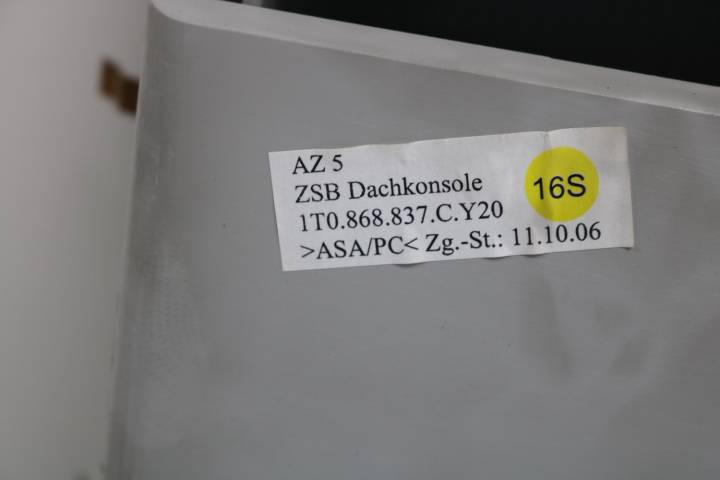 AZ 5
ZSB Dachkonsole
1T0.868.837.C.Y20
>ASA/PC< Zg.-St.: 11.10.06
16S